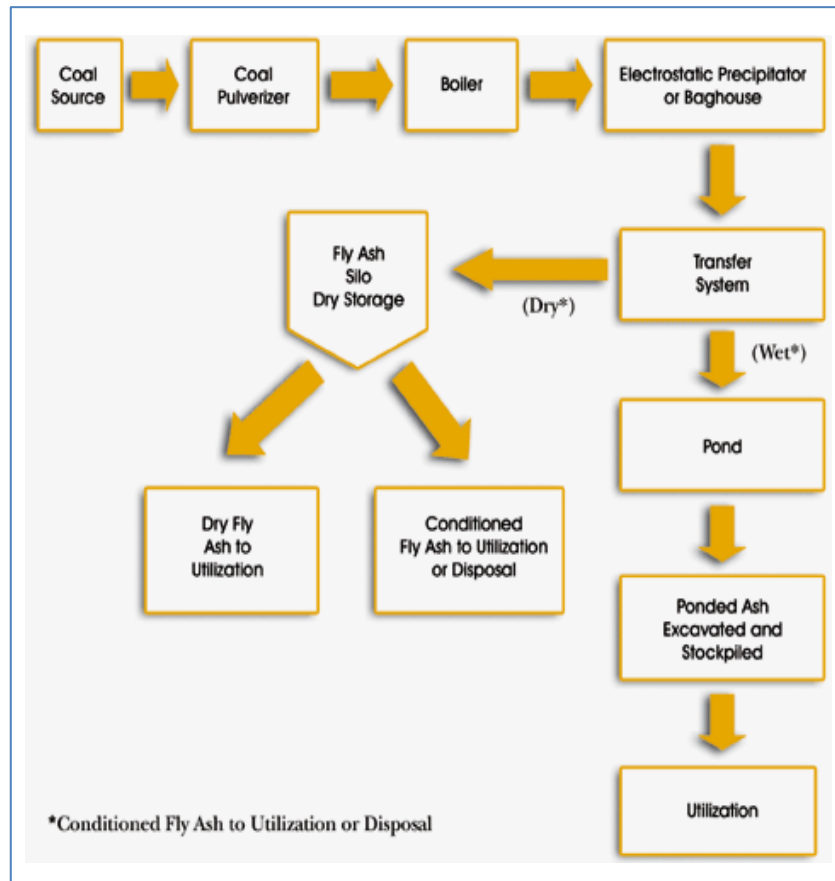 Coal
Source
Coal
Pulverizer
Boiler
Electrostatic Precipitator
or Baghouse
Transfer
System
(Dry*)
Fly Ash
Silo
Dry Storage
(Wet*)
Pond
Dry Fly
Ash to
Utilization
Conditioned
Fly Ash to Utilization
or Disposal
Ponded Ash
Excavated and
Stockpiled
Utilization
*Conditioned Fly Ash to Utilization or Disposal